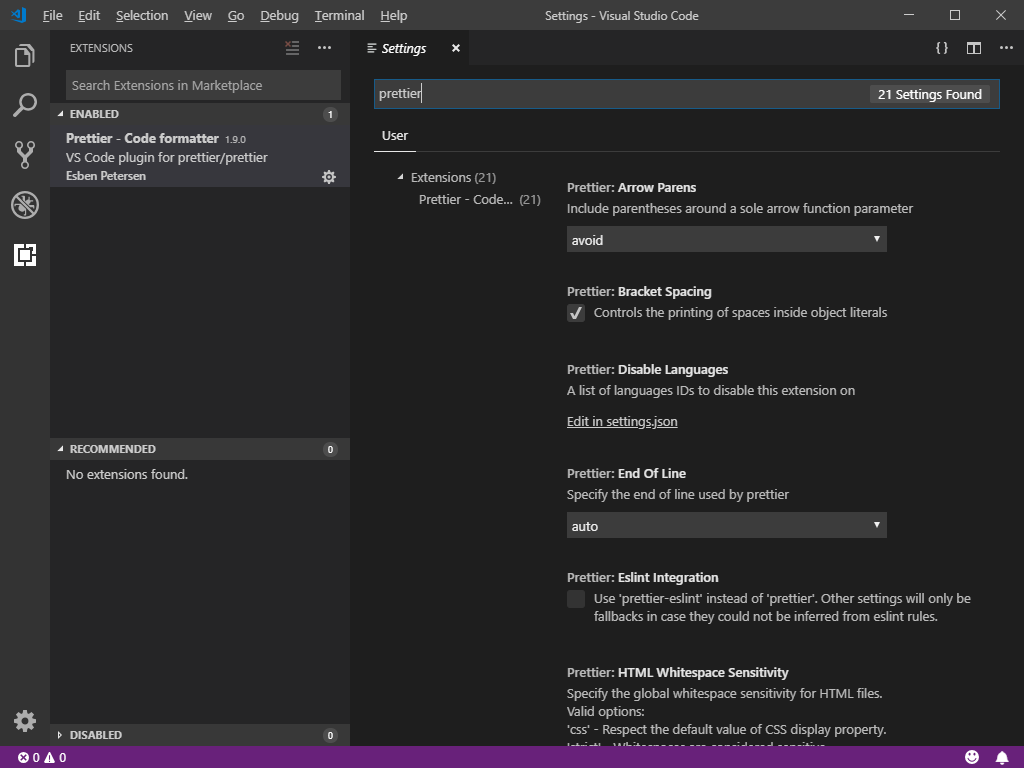 File Edit Selection View Go Debug Terminal Help Settings - Visual Studio Code
EXTENSIONS
Search Extensions in Marketplace
ENABLED 1
Prettier - Code formatter 1.9.0
VS Code plugin for prettier/prettier
Esben Petersen
RECOMMENDED 0
No extensions found.
DISABLED 0
Settings
prettier 21 Settings Found
User
Extensions (21)
Prettier - Code... (21)
Prettier: Arrow Parens
Include parentheses around a sole arrow function parameter
avoid
Prettier: Bracket Spacing
Controls the printing of spaces inside object literals
Prettier: Disable Languages
A list of languages IDs to disable this extension on
Edit in settings.json
Prettier: End Of Line
Specify the end of line used by prettier
auto
Prettier: Eslint Integration
Use 'prettier-eslint' instead of 'prettier'. Other settings will only be
fallbacks in case they could not be inferred from eslint rules.
Prettier: HTML Whitespace Sensitivity
Specify the global whitespace sensitivity for HTML files.
Valid options:
'css' - Respect the default value of CSS display property.
'strict' - Whitespaces are considered sensitive.
0 0